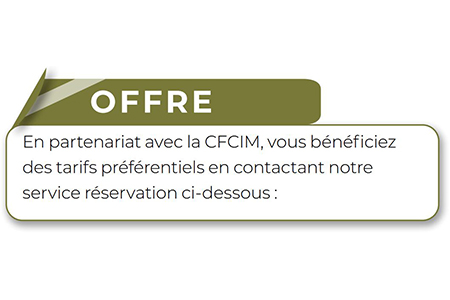 OFFRE
En partenariat avec la CFCIM, vous bénéficiez
des tarifs préférentiels en contactant notre
service réservation ci-dessous :